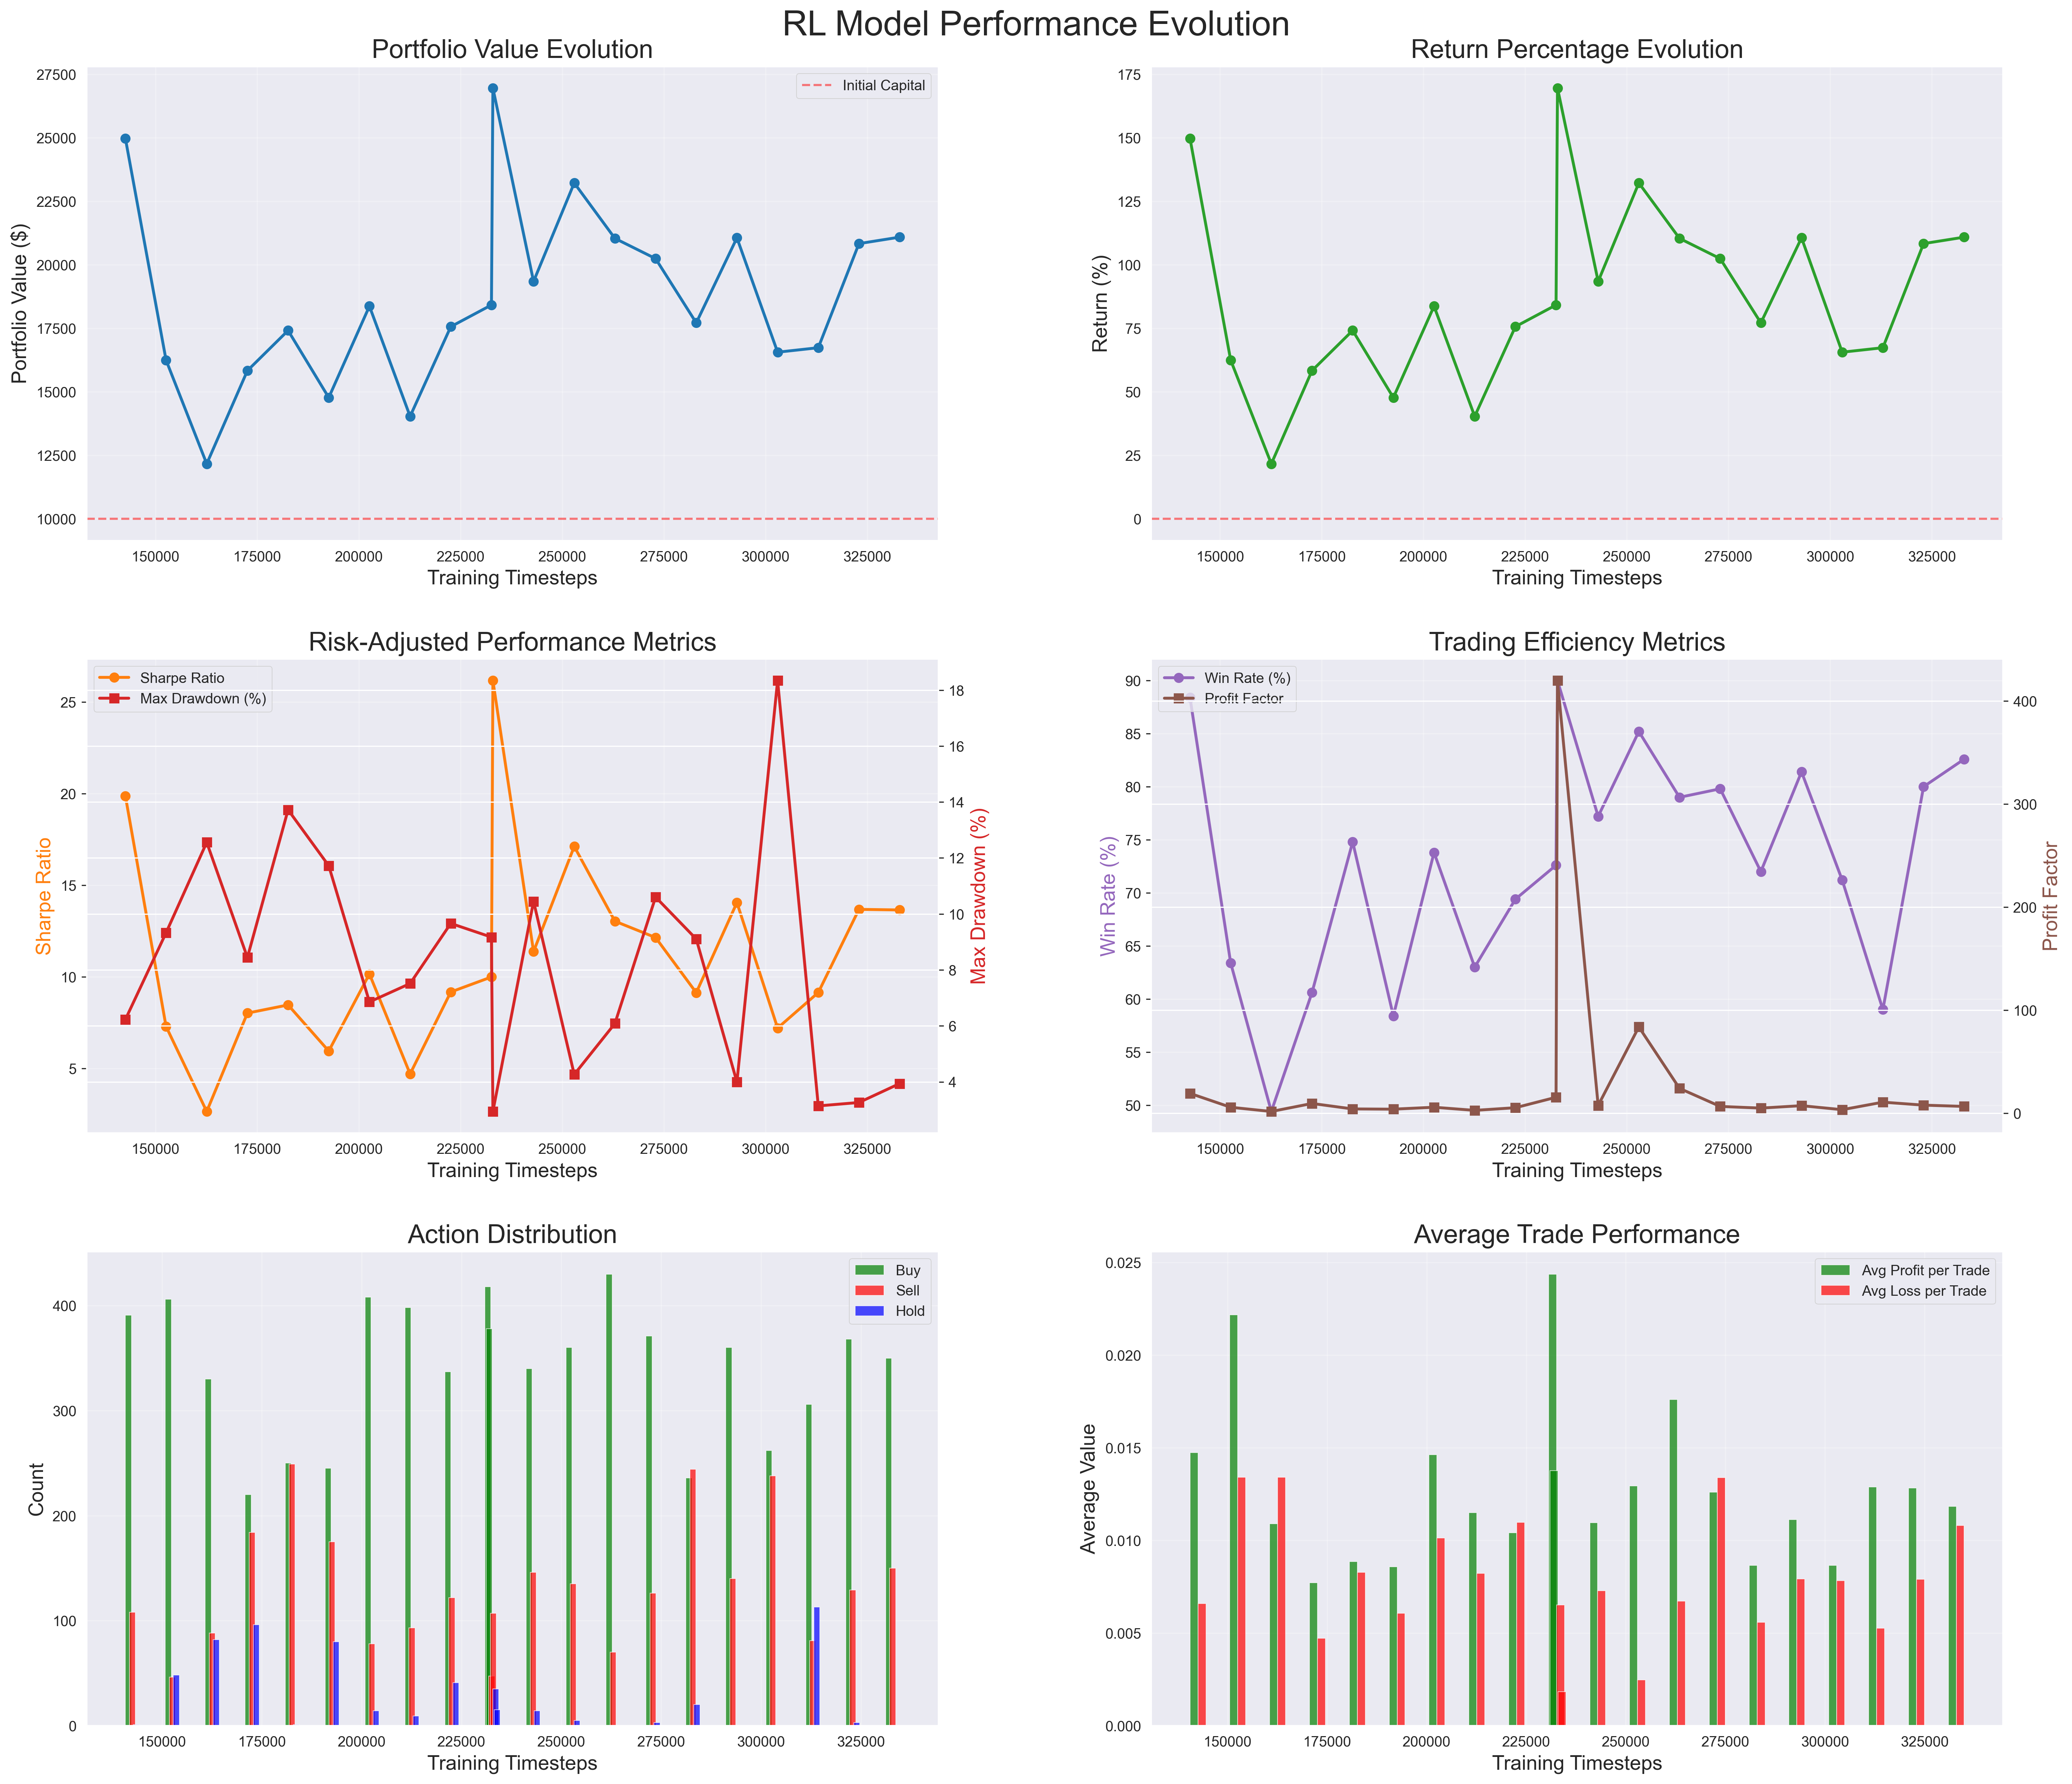 RL Model Performance Evolution
Portfolio Value Evolution
Portfolio Value ($)
27500
25000
22500
20000
17500
15000
12500
10000
Initial Capital
150000 175000 200000 225000 250000 275000 300000 325000
Training Timesteps
Return Percentage Evolution
Return (%)
175
150
125
100
75
50
25
0
150000 175000 200000 225000 250000 275000 300000 325000
Training Timesteps
Risk-Adjusted Performance Metrics
Sharpe Ratio
25
20
15
10
5
Sharpe Ratio
Max Drawdown (%)
18
16
14
12
10
8
6
4
Max Drawdown (%)
150000 175000 200000 225000 250000 275000 300000 325000
Training Timesteps
Trading Efficiency Metrics
Win Rate (%)
90
85
80
75
70
65
60
55
50
Win Rate (%)
Profit Factor
400
300
200
100
0
Profit Factor
150000 175000 200000 225000 250000 275000 300000 325000
Training Timesteps
Action Distribution
Count
400
300
200
100
0
Buy
Sell
Hold
150000 175000 200000 225000 250000 275000 300000 325000
Training Timesteps
Average Trade Performance
Average Value
0.025
0.020
0.015
0.010
0.005
0.000
Avg Profit per Trade
Avg Loss per Trade
150000 175000 200000 225000 250000 275000 300000 325000
Training Timesteps